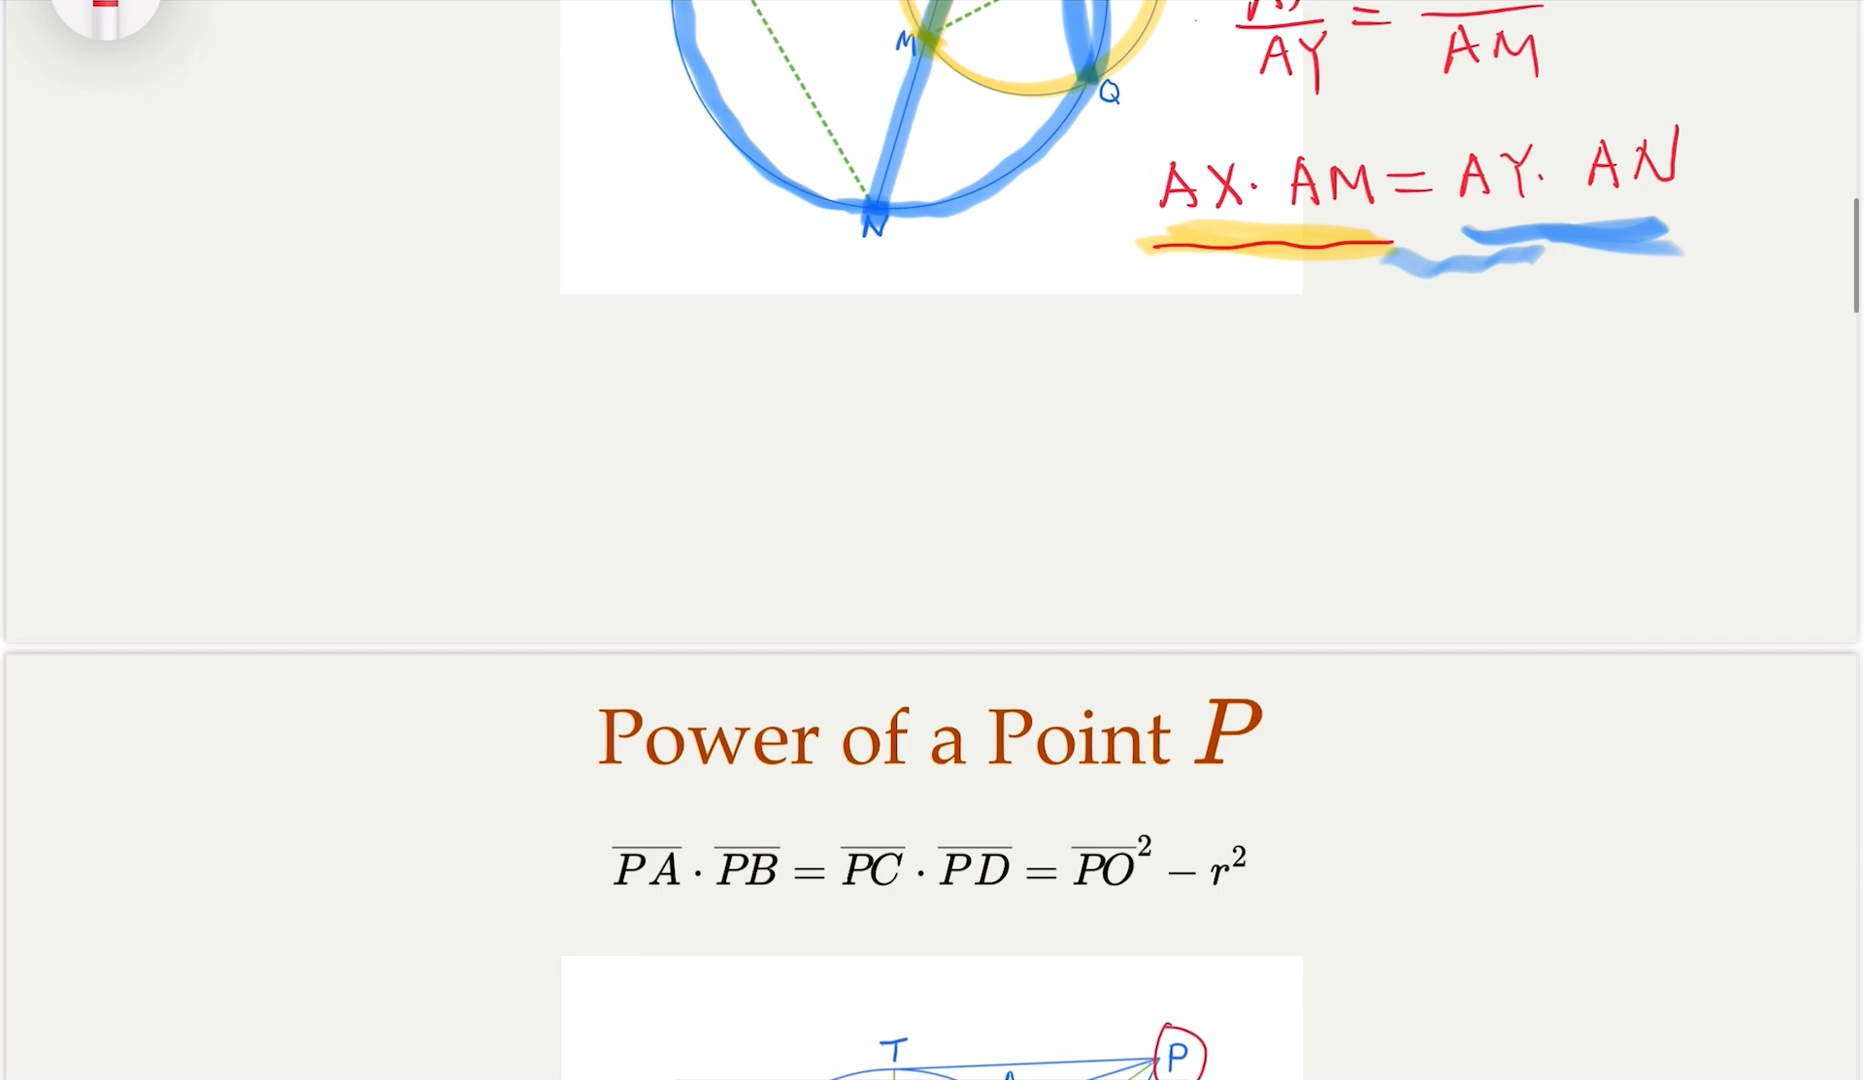 M
AY = AM
Q
AX. AM = AY. AN
N
Power of a Point P
PA · PB = PC · PD = PO² − r²
T
P